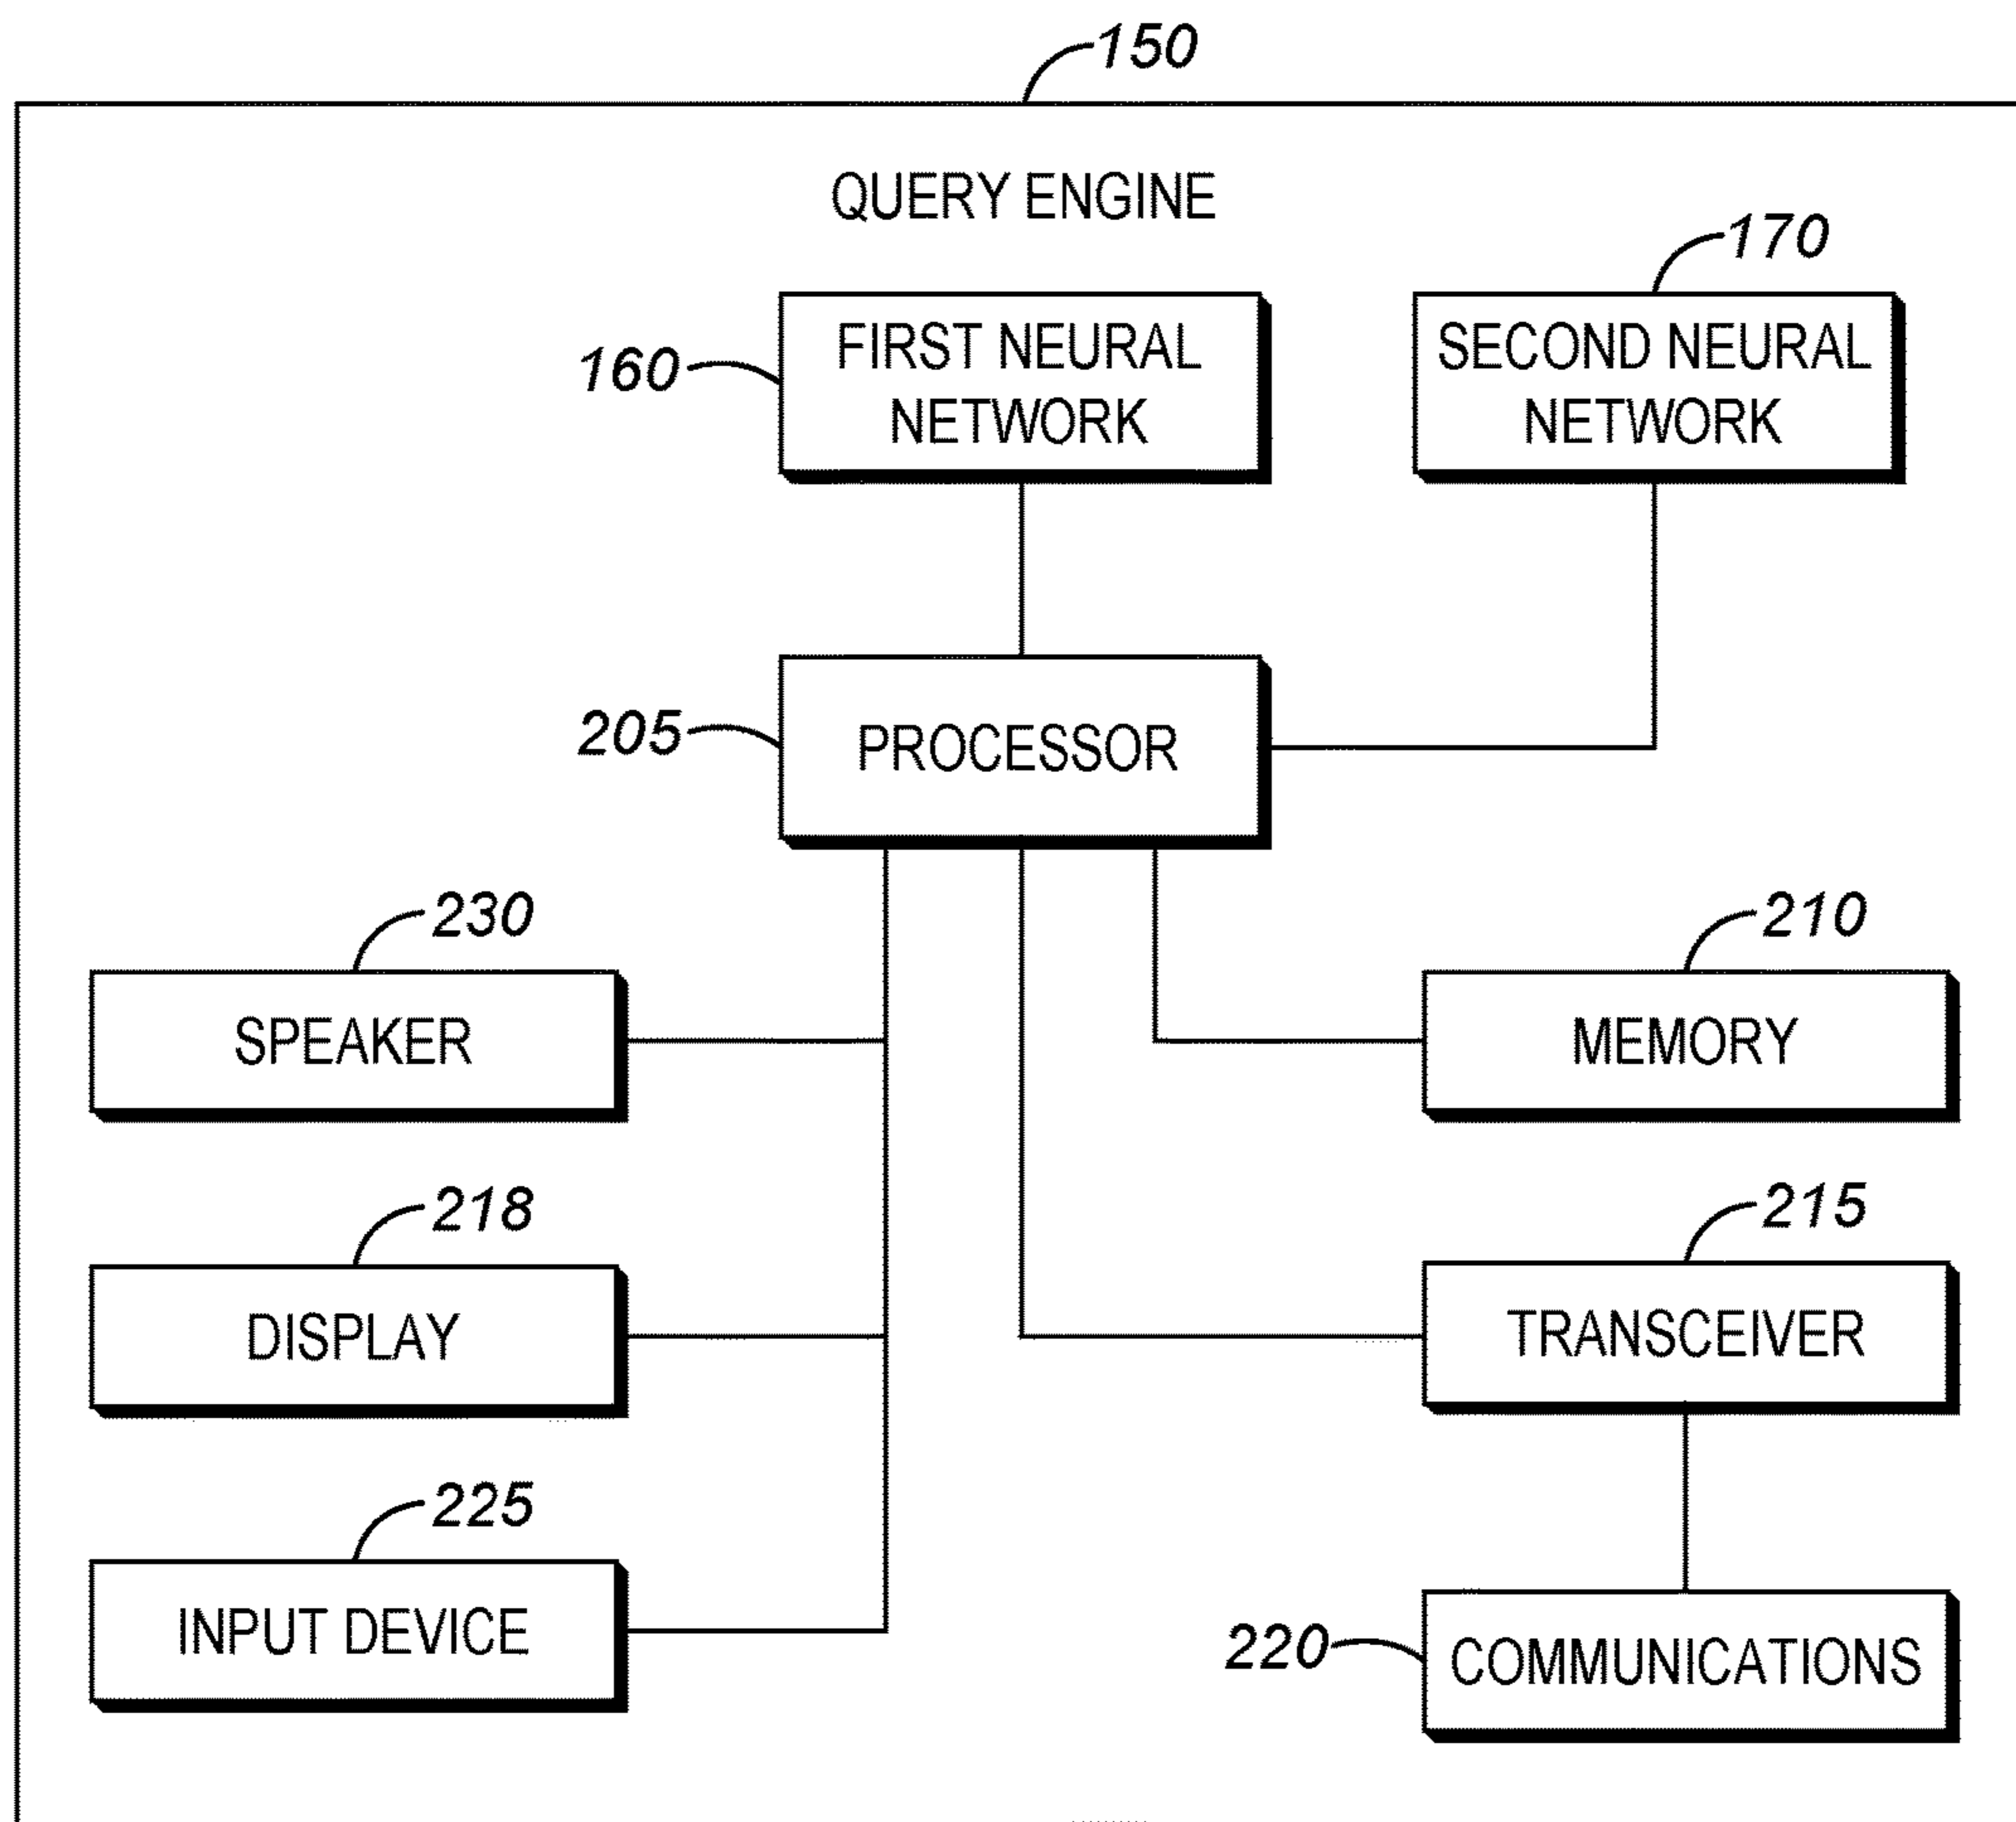 150
QUERY ENGINE
170
160
FIRST NEURAL
NETWORK
SECOND NEURAL
NETWORK
205
PROCESSOR
230
SPEAKER
210
MEMORY
218
DISPLAY
215
TRANSCEIVER
225
INPUT DEVICE
220
COMMUNICATIONS